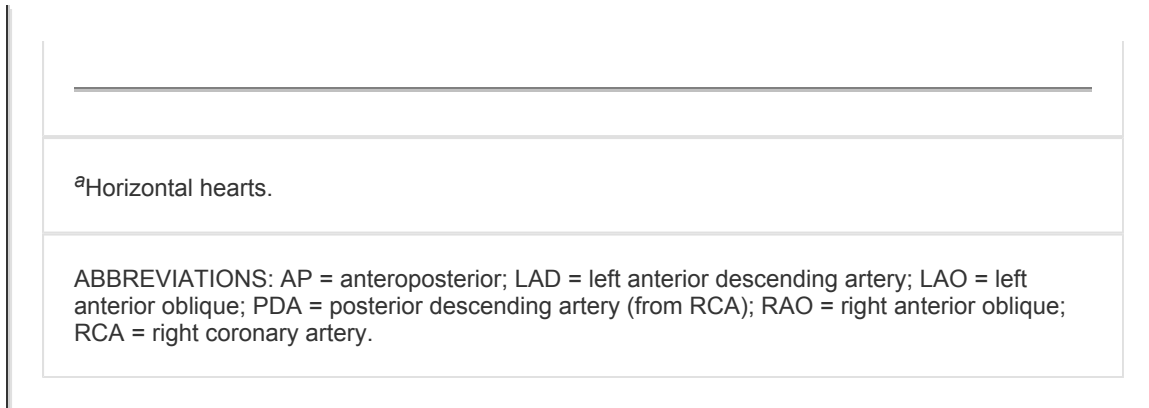 aHorizontal hearts.
ABBREVIATIONS: AP = anteroposterior; LAD = left anterior descending artery; LAO = left
anterior oblique; PDA = posterior descending artery (from RCA); RAO = right anterior oblique;
RCA = right coronary artery.